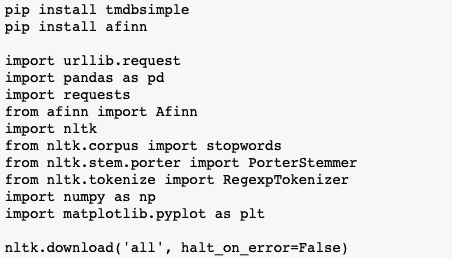 pip install tmdbsimple
pip install afinn
import urllib.request
import pandas as pd
import requests
from afinn import Afinn
import nltk
from nltk.corpus import stopwords
from nltk.stem.porter import PorterStemmer
from nltk.tokenize import RegexpTokenizer
import numpy as np
import matplotlib.pyplot as plt
nltk.download('all', halt_on_error=False)